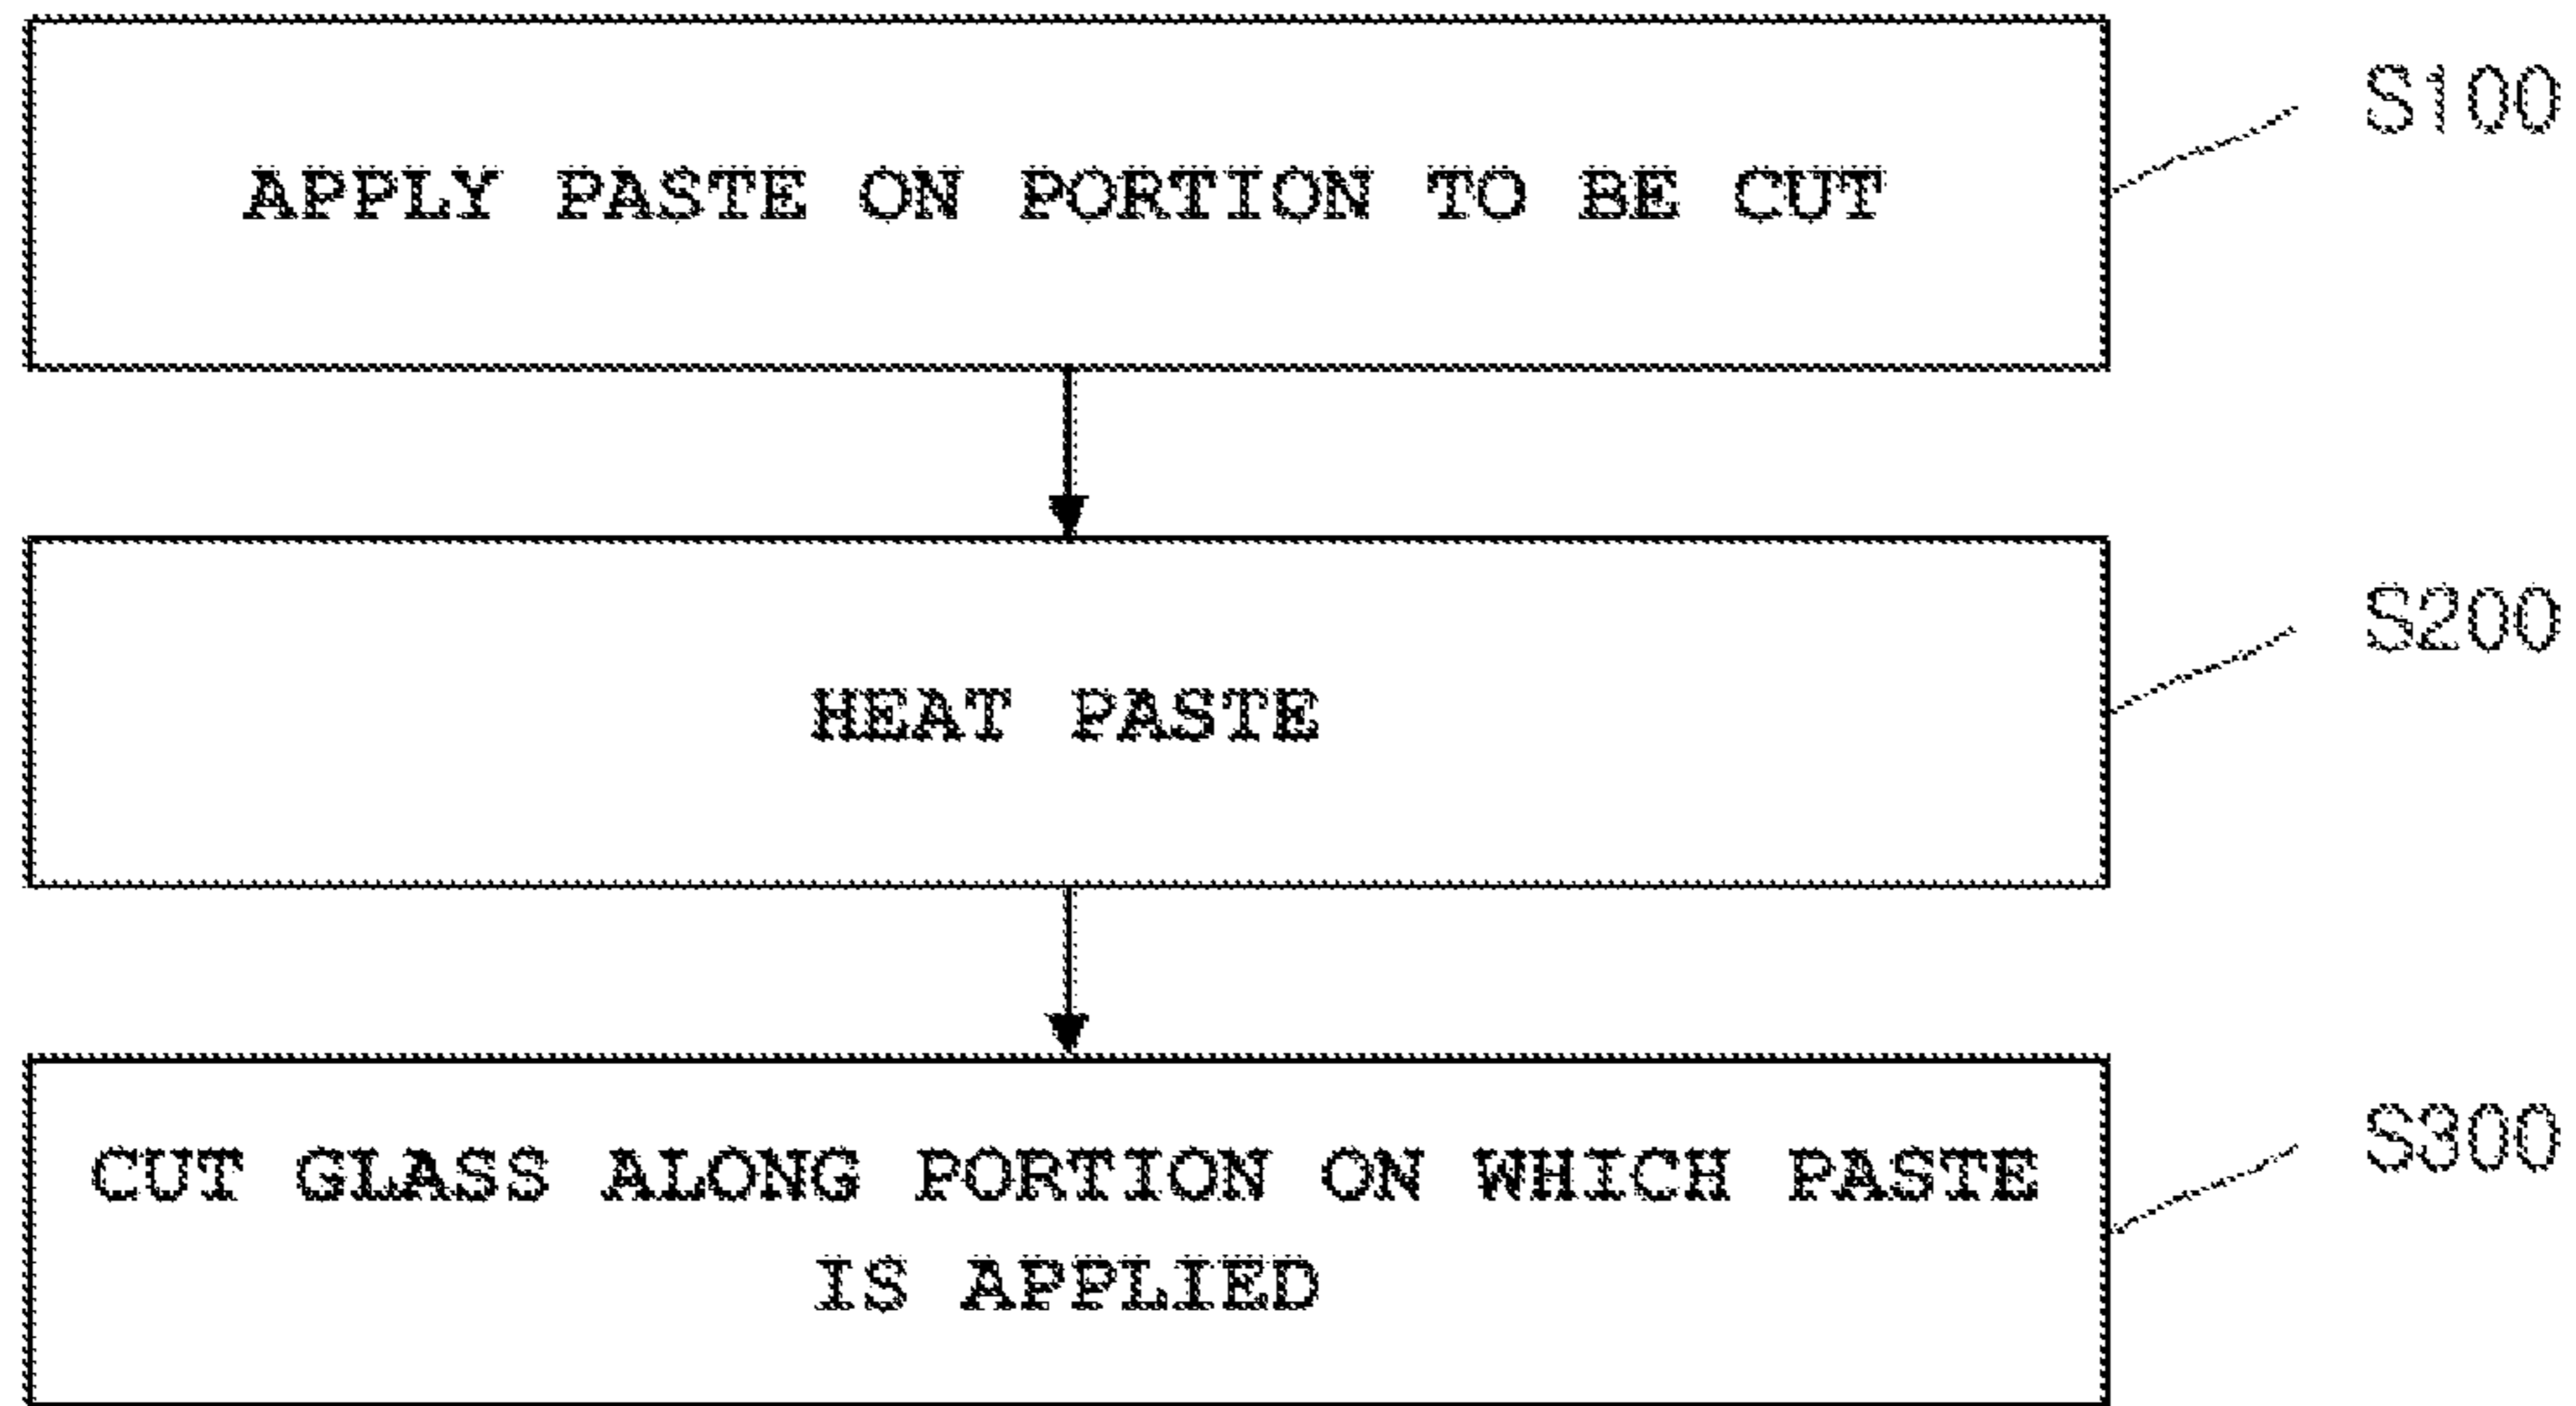 APPLY PASTE ON PORTION TO BE CUT
S100
HEAT PASTE
S200
CUT GLASS ALONG PORTION ON WHICH PASTE
IS APPLIED
S300